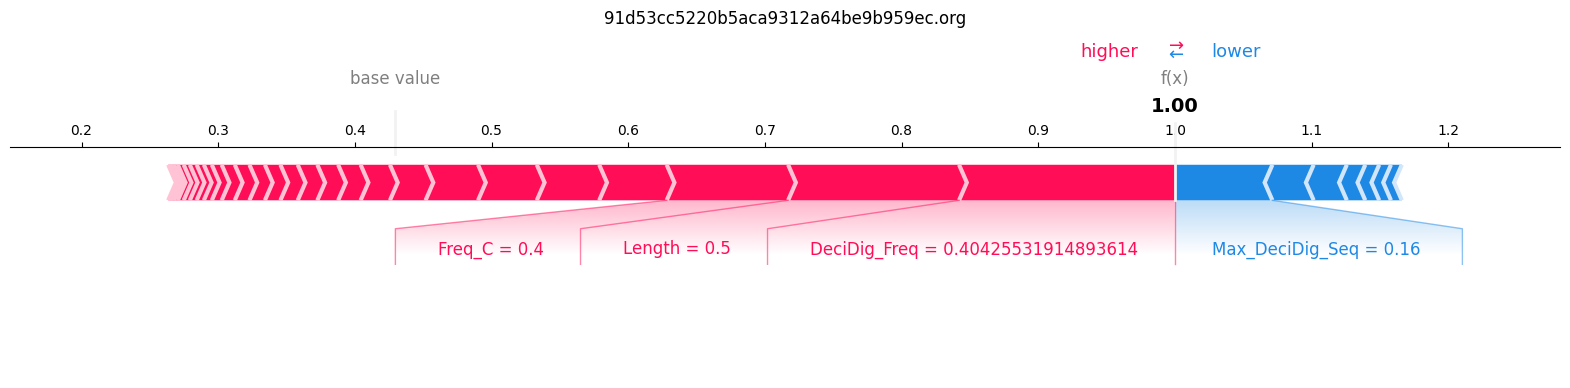 91d53cc5220b5aca9312a64be9b959ec.org
higher ⇄ lower
base value f(x)
1.00
0.2 0.3 0.4 0.5 0.6 0.7 0.8 0.9 1.0 1.1 1.2
Freq_C = 0.4 Length = 0.5 DeciDig_Freq = 0.40425531914893614 Max_DeciDig_Seq = 0.16